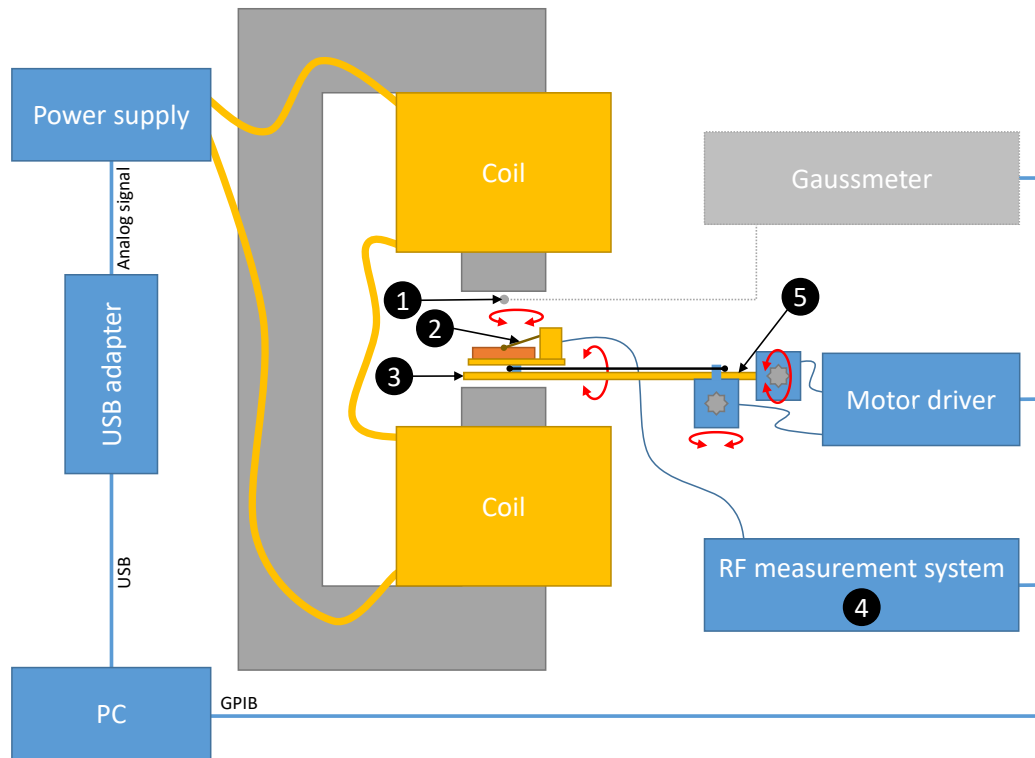 Power supply
Coil
Gaussmeter
Analog signal
1
5
2
USB adapter
3
Motor driver
Coil
RF measurement system
4
USB
PC
GPIB